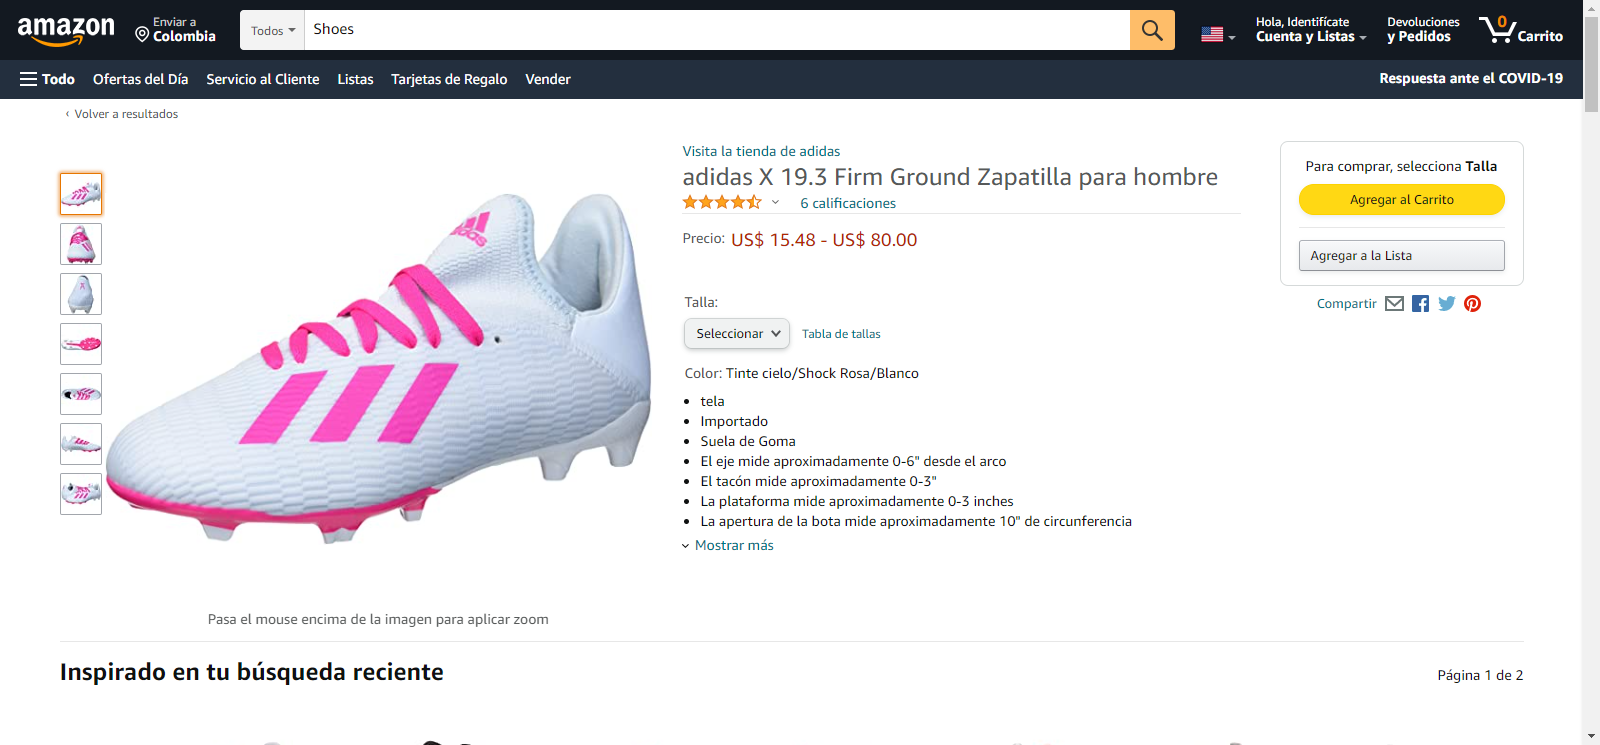 amazon
Enviar a
Colombia
Todos
Shoes
Hola, Identifícate
Cuenta y Listas
Devoluciones
y Pedidos
0
Carrito
Todo
Ofertas del Día
Servicio al Cliente
Listas
Tarjetas de Regalo
Vender
Respuesta ante el COVID-19
‹ Volver a resultados
Visita la tienda de adidas
adidas X 19.3 Firm Ground Zapatilla para hombre
6 calificaciones
Precio: US$ 15.48 - US$ 80.00
Talla:
Seleccionar
Tabla de tallas
Color: Tinte cielo/Shock Rosa/Blanco
• tela
• Importado
• Suela de Goma
• El eje mide aproximadamente 0-6" desde el arco
• El tacón mide aproximadamente 0-3"
• La plataforma mide aproximadamente 0-3 inches
• La apertura de la bota mide aproximadamente 10" de circunferencia
Mostrar más
Para comprar, selecciona Talla
Agregar al Carrito
Agregar a la Lista
Compartir
adidas
Pasa el mouse encima de la imagen para aplicar zoom
Inspirado en tu búsqueda reciente
Página 1 de 2